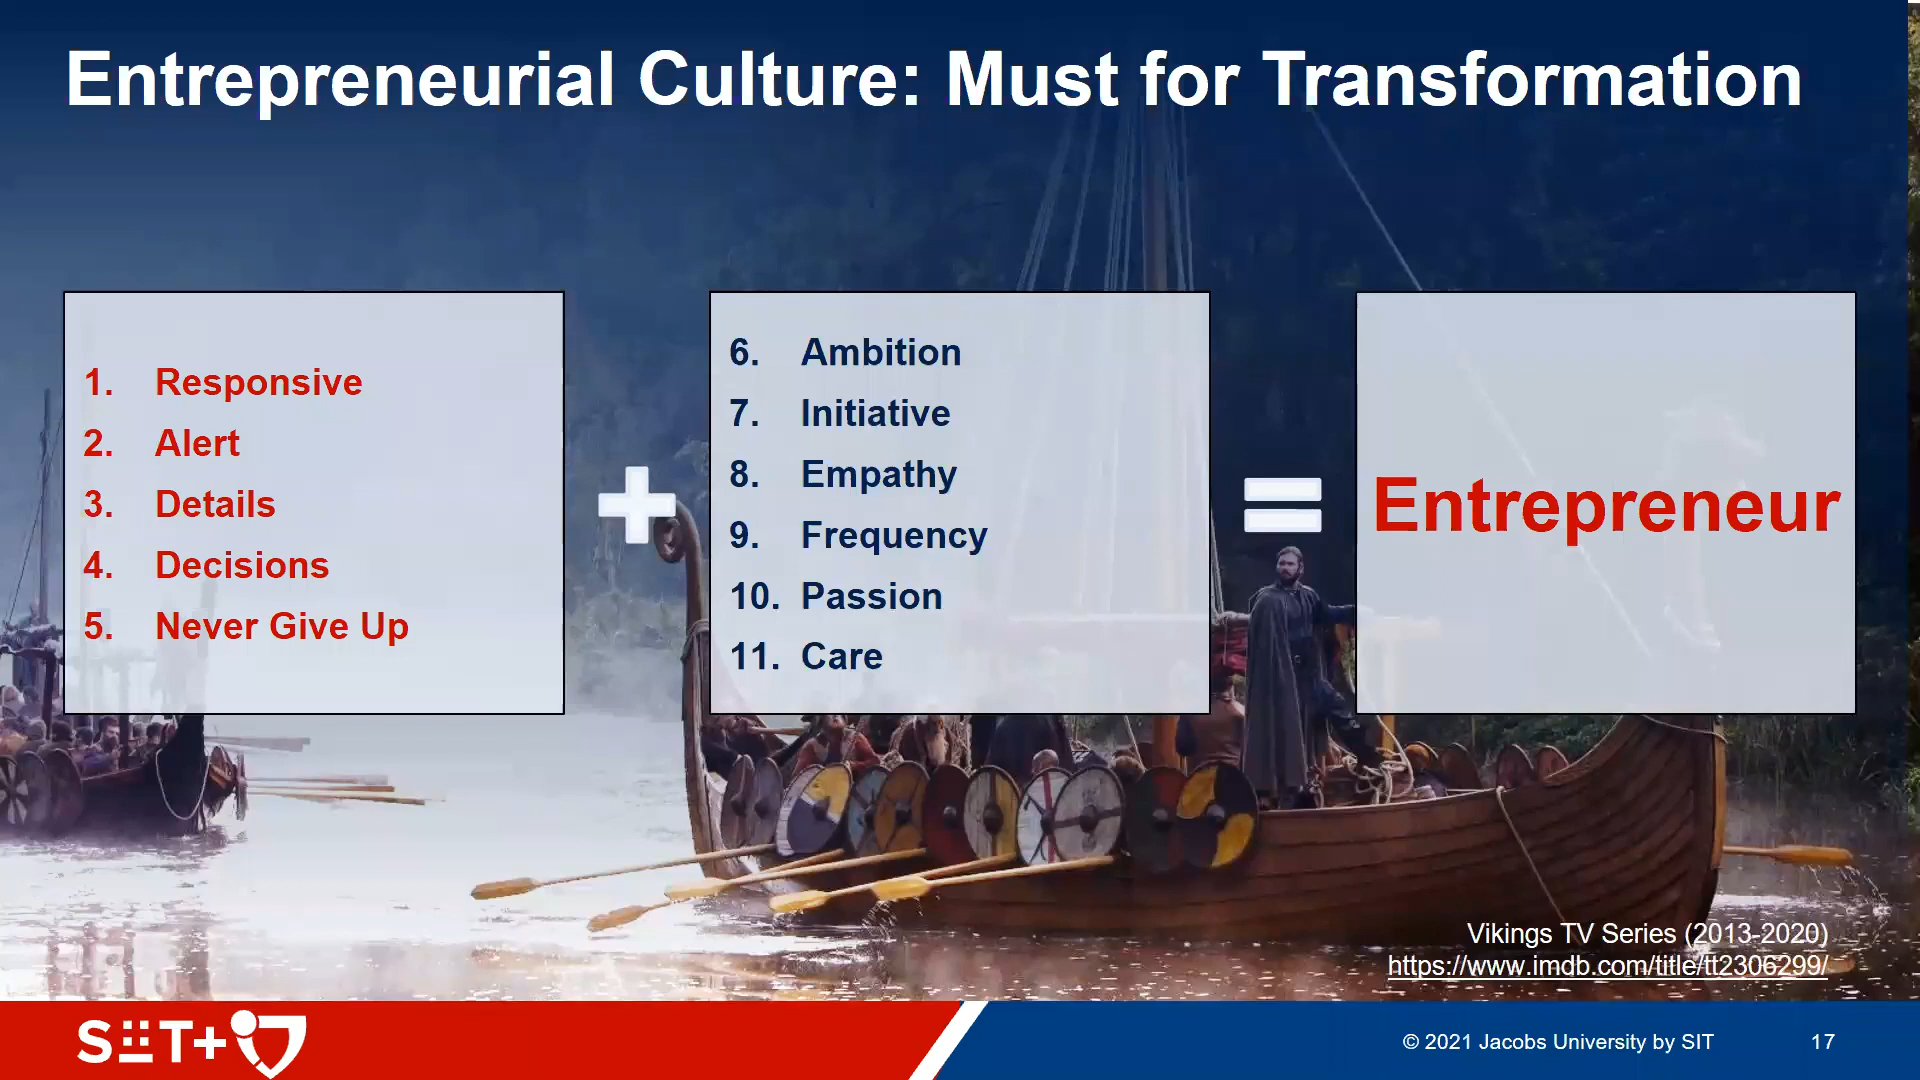 Entrepreneurial Culture: Must for Transformation
1. Responsive
2. Alert
3. Details
4. Decisions
5. Never Give Up
+
6. Ambition
7. Initiative
8. Empathy
9. Frequency
10. Passion
11. Care
=
Entrepreneur
Vikings TV Series (2013-2020)
https://www.imdb.com/title/tt2306299/
SIT+
© 2021 Jacobs University by SIT
17